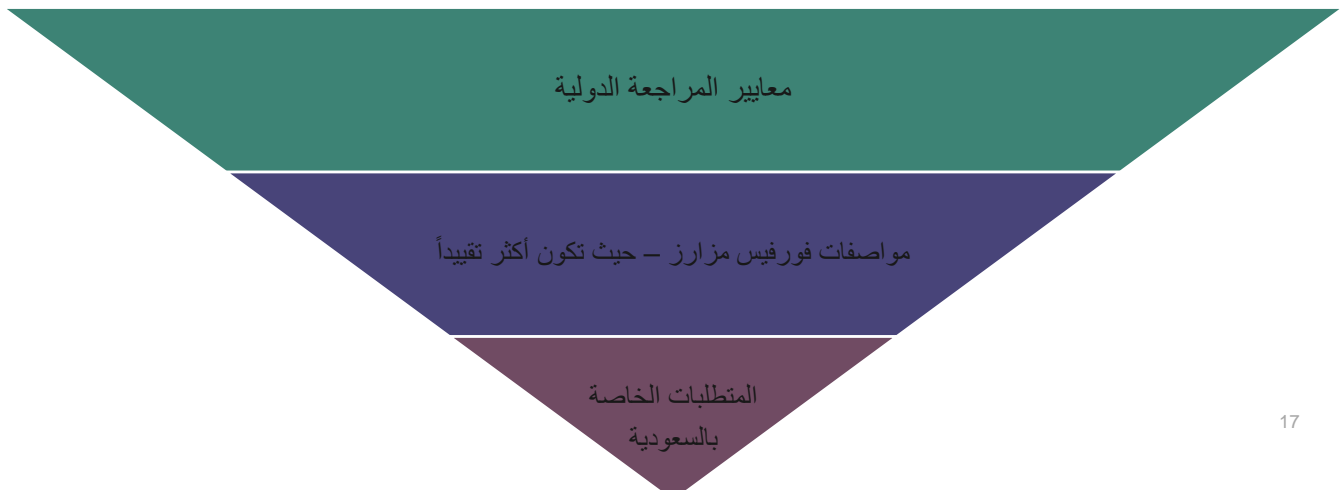 معايير المراجعة الدولية
مواصفات فورفيس مزارز – حيث تكون أكثر تقييداً
المتطلبات الخاصة
بالسعودية
17